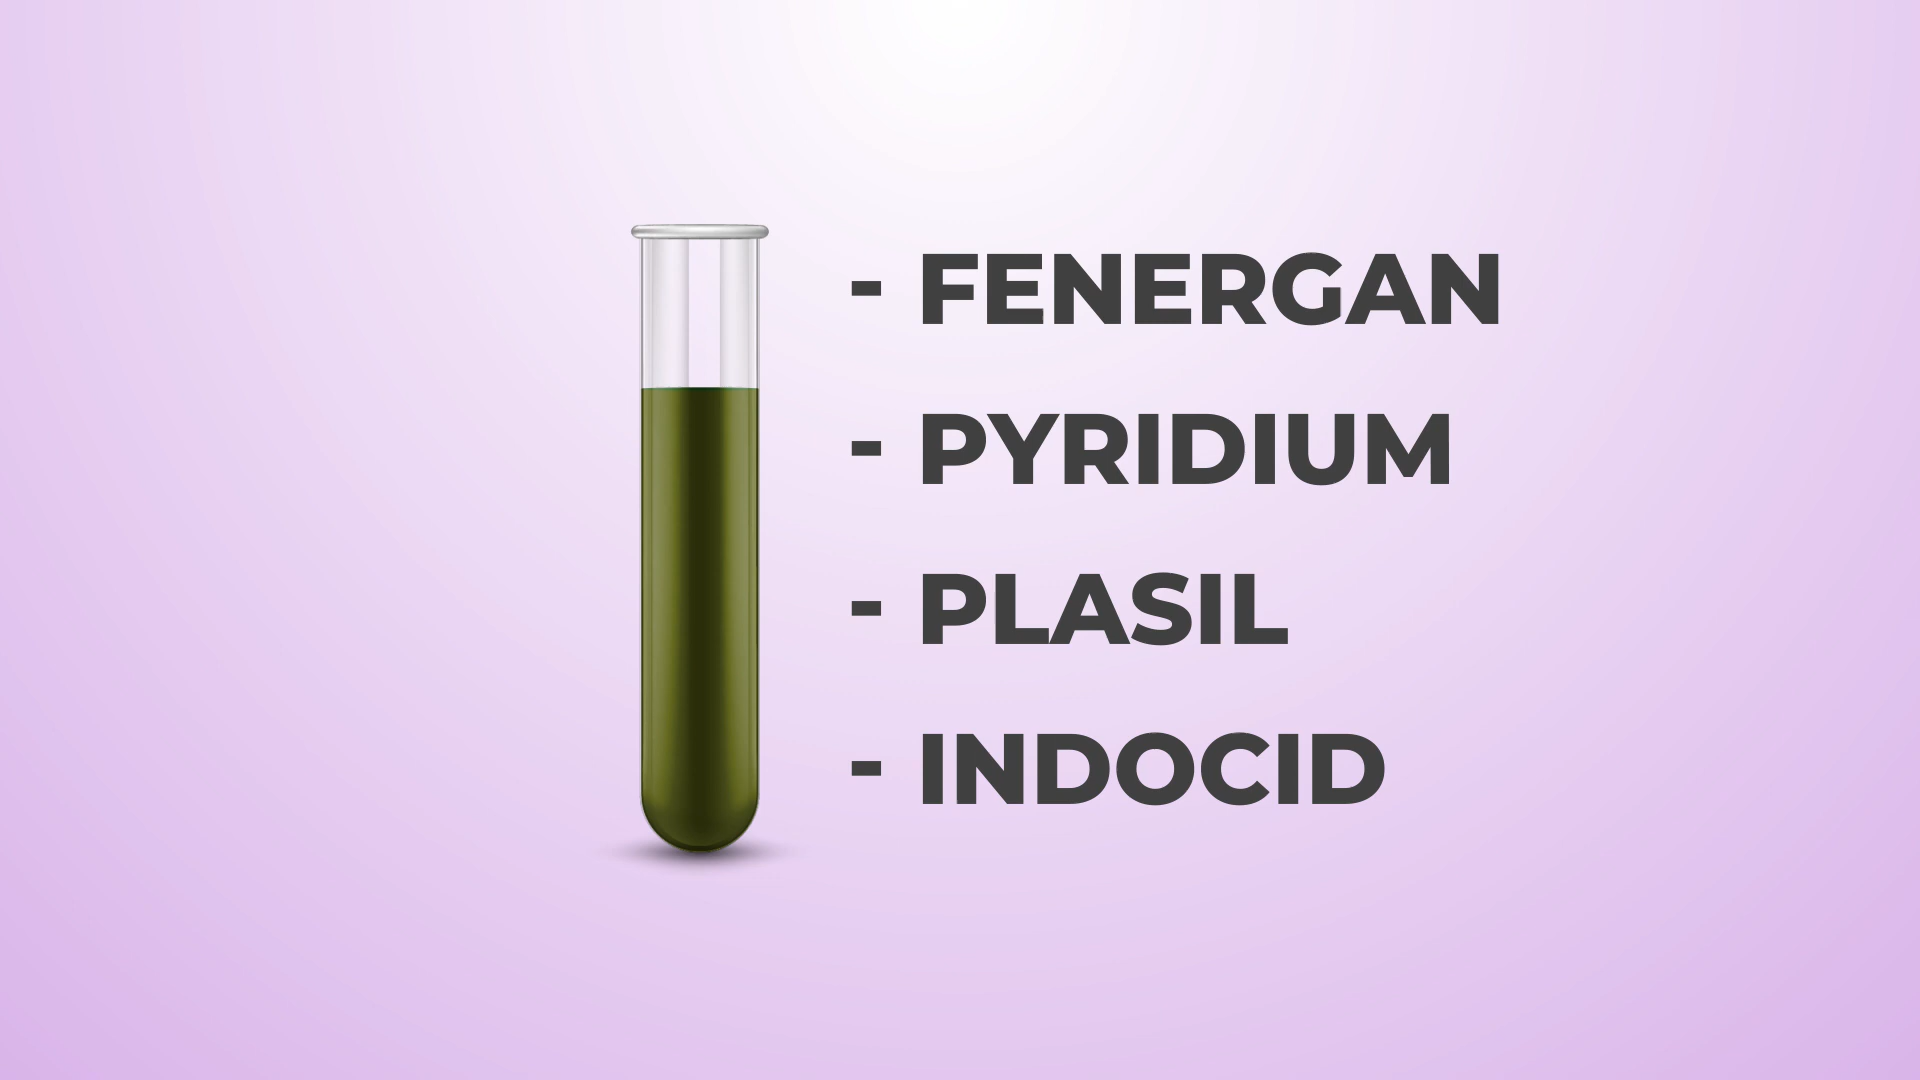 - FENERGAN
- PYRIDIUM
- PLASIL
- INDOCID